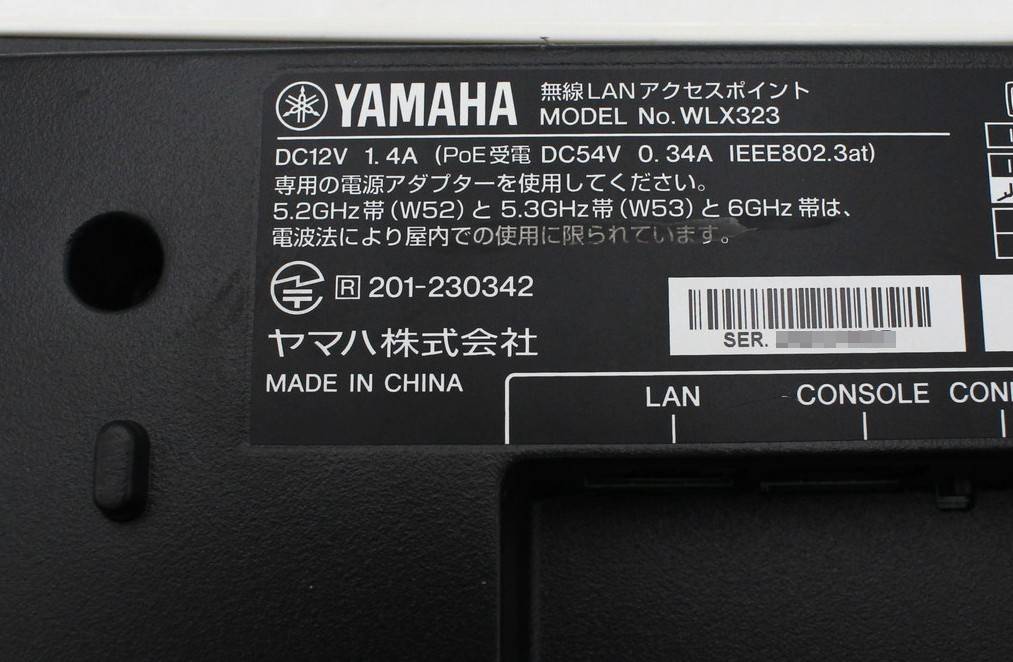 YAMAHA
無線LANアクセスポイント
MODEL No. WLX323
DC12V 1.4A (PoE受電 DC54V 0.34A IEEE802.3at)
専用の電源アダプターを使用してください。
5.2GHz帯(W52)と5.3GHz帯(W53)と6GHz帯は、
電波法により屋内での使用に限られています。
R 201-230342
ヤマハ株式会社
SER.
MADE IN CHINA
LAN
CONSOLE